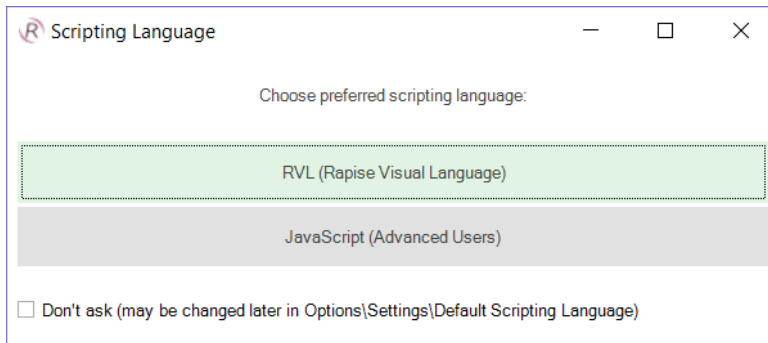 Scripting Language
Choose preferred scripting language:
RVL (Rapise Visual Language)
JavaScript (Advanced Users)
Don't ask (may be changed later in Options\Settings\Default Scripting Language)